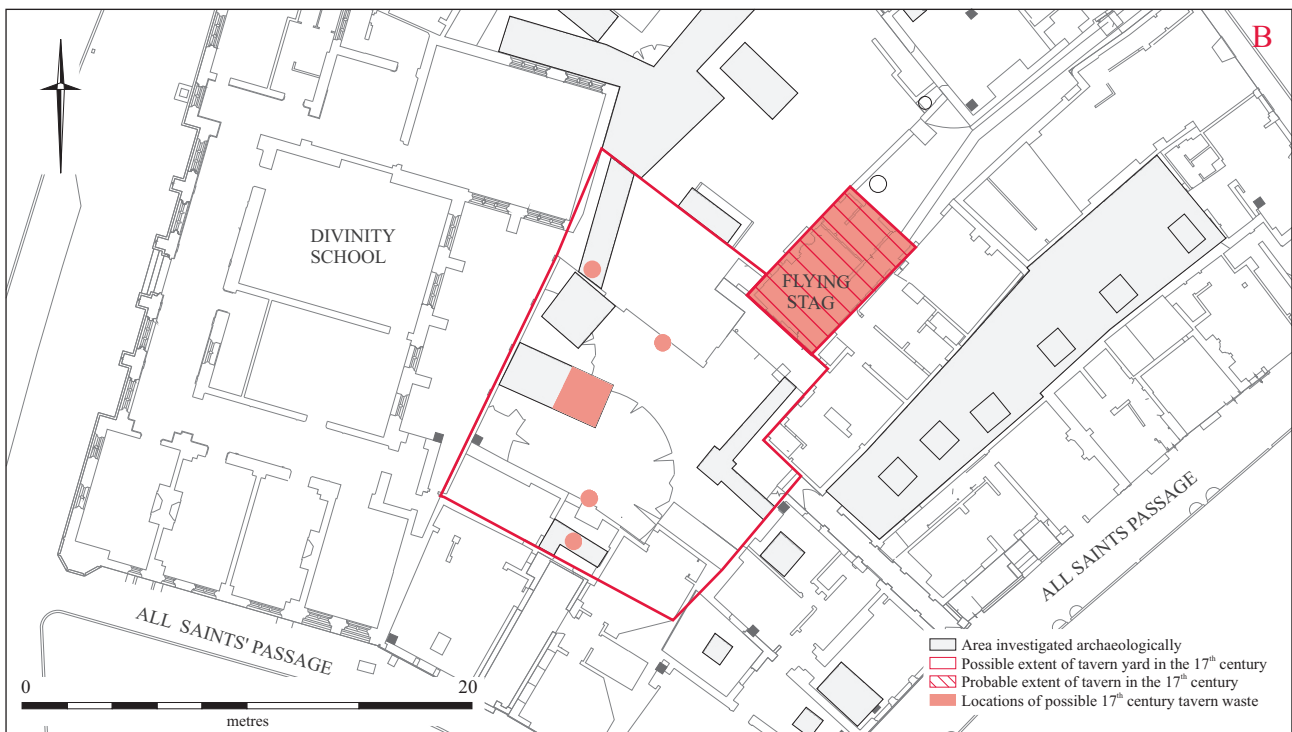 B
DIVINITY
SCHOOL
FLYING
STAG
ALL SAINTS PASSAGE
ALL SAINTS' PASSAGE
Area investigated archaeologically
Possible extent of tavern yard in the 17th century
Probable extent of tavern in the 17th century
Locations of possible 17th century tavern waste
0 20
metres